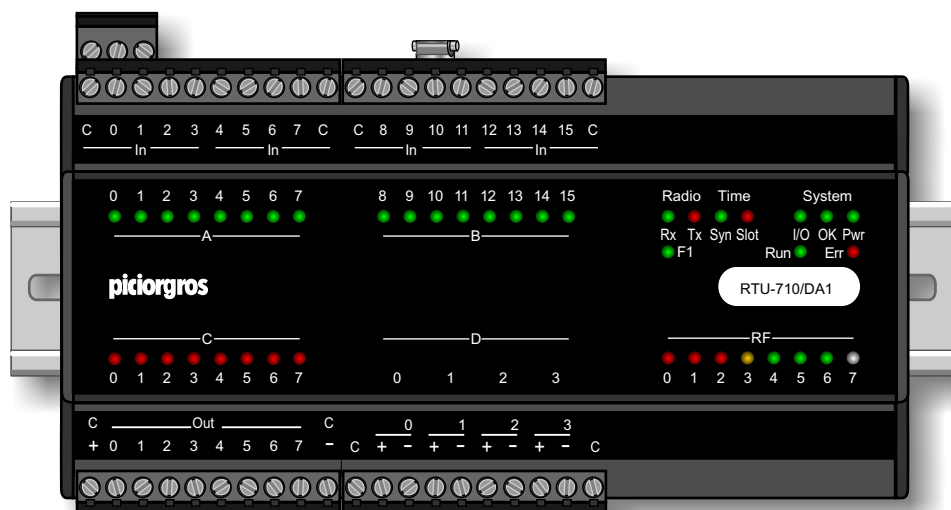 C 0 1 2 3 4 5 6 7 C C 8 9 10 11 12 13 14 15 C
In In In In
0 1 2 3 4 5 6 7 8 9 10 11 12 13 14 15 Radio Time System
A B Rx Tx Syn Slot I/O OK Pwr
F1 Run Err
piciorgros RTU-710/DA1
C D RF
0 1 2 3 4 5 6 7 0 1 2 3 0 1 2 3 4 5 6 7
C Out C 0 1 2 3
+ 0 1 2 3 4 5 6 7 - C + - + - + - + - C